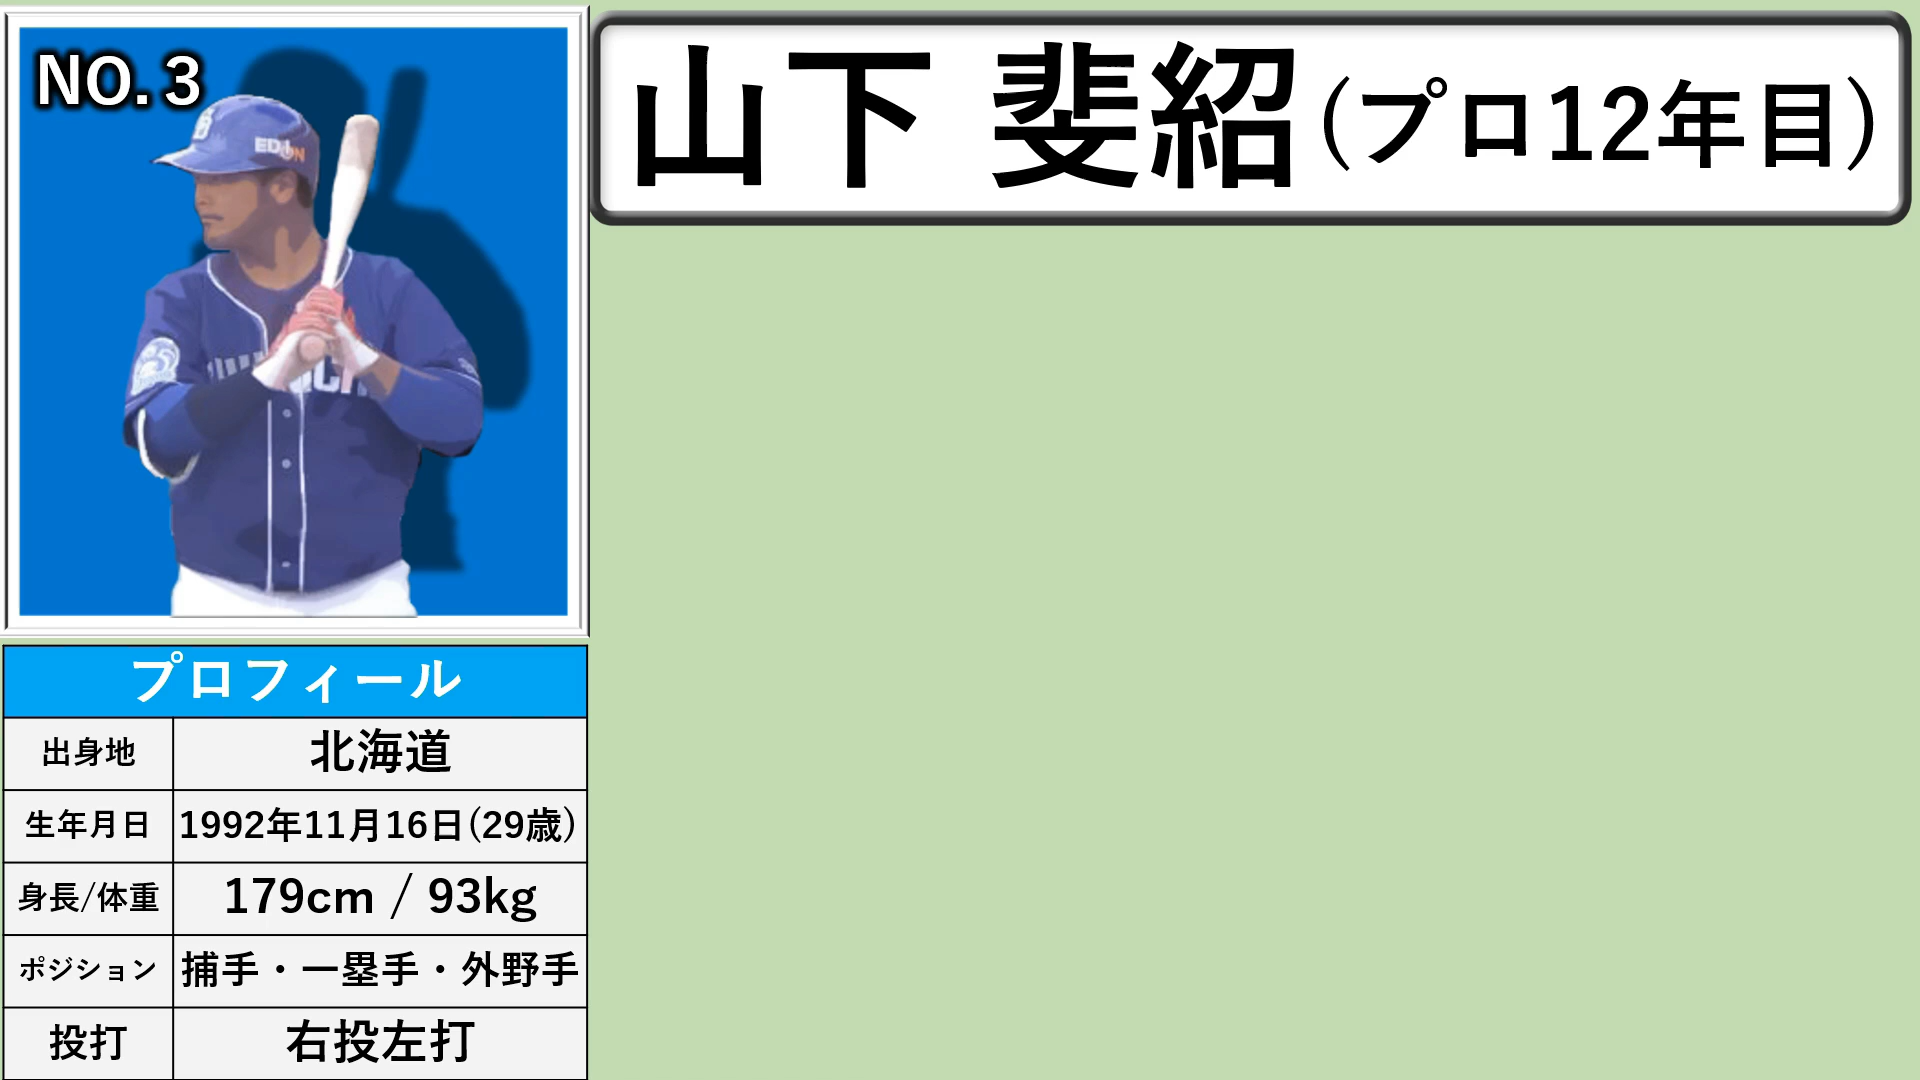 NO.3
山下 斐紹(プロ12年目)
EDION
プロフィール
出身地 北海道
生年月日 1992年11月16日(29歳)
身長/体重 179cm / 93kg
ポジション 捕手・一塁手・外野手
投打 右投左打